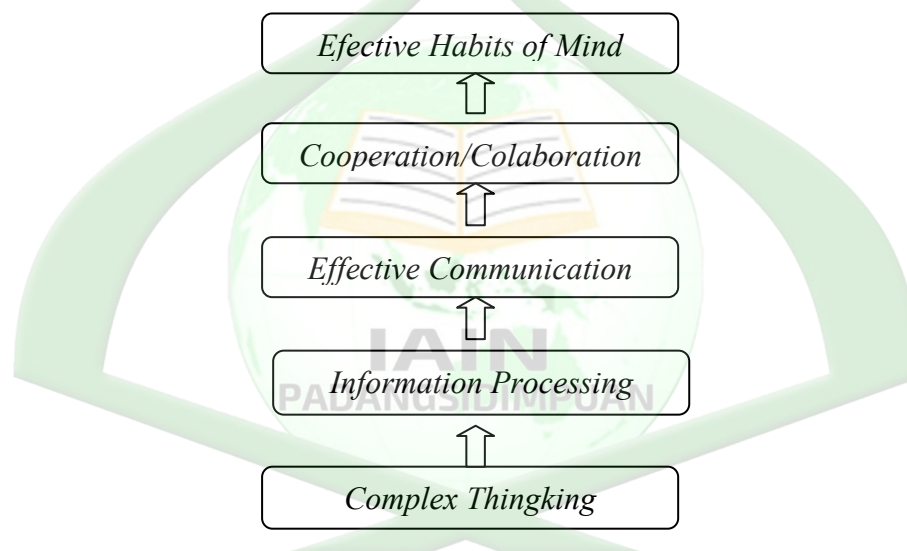 Efective Habits of Mind
Cooperation/Colaboration
Effective Communication
IAIN
Information Processing
PADANGSIDIMPUAN
Complex Thingking